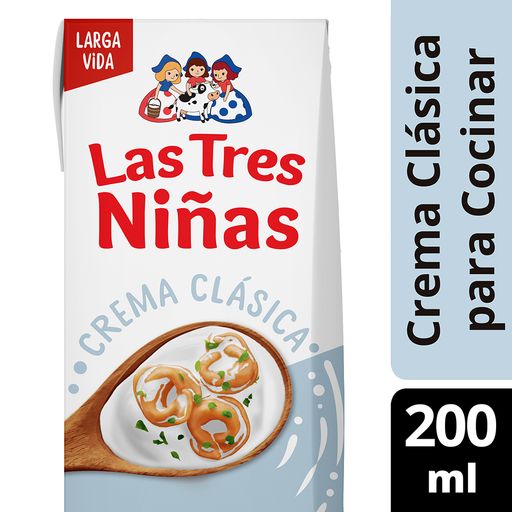 LARGA
VIDA
Las Tres
Niñas
CREMA CLÁSICA
Crema Clásica
para Cocinar
200
ml